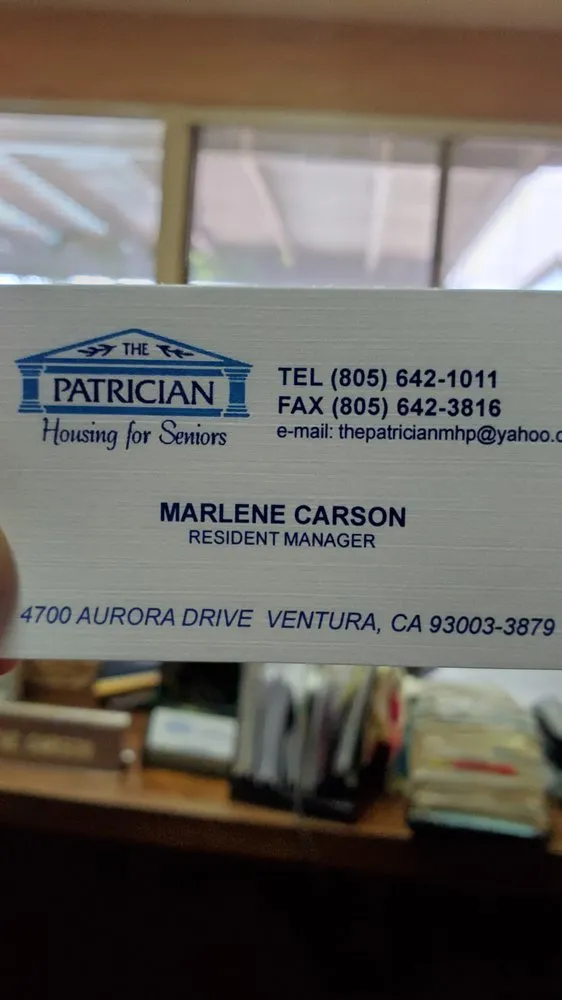 THE
PATRICIAN
Housing for Seniors
TEL (805) 642-1011
FAX (805) 642-3816
e-mail: thepatricianmhp@yahoo.c
MARLENE CARSON
RESIDENT MANAGER
4700 AURORA DRIVE VENTURA, CA 93003-3879